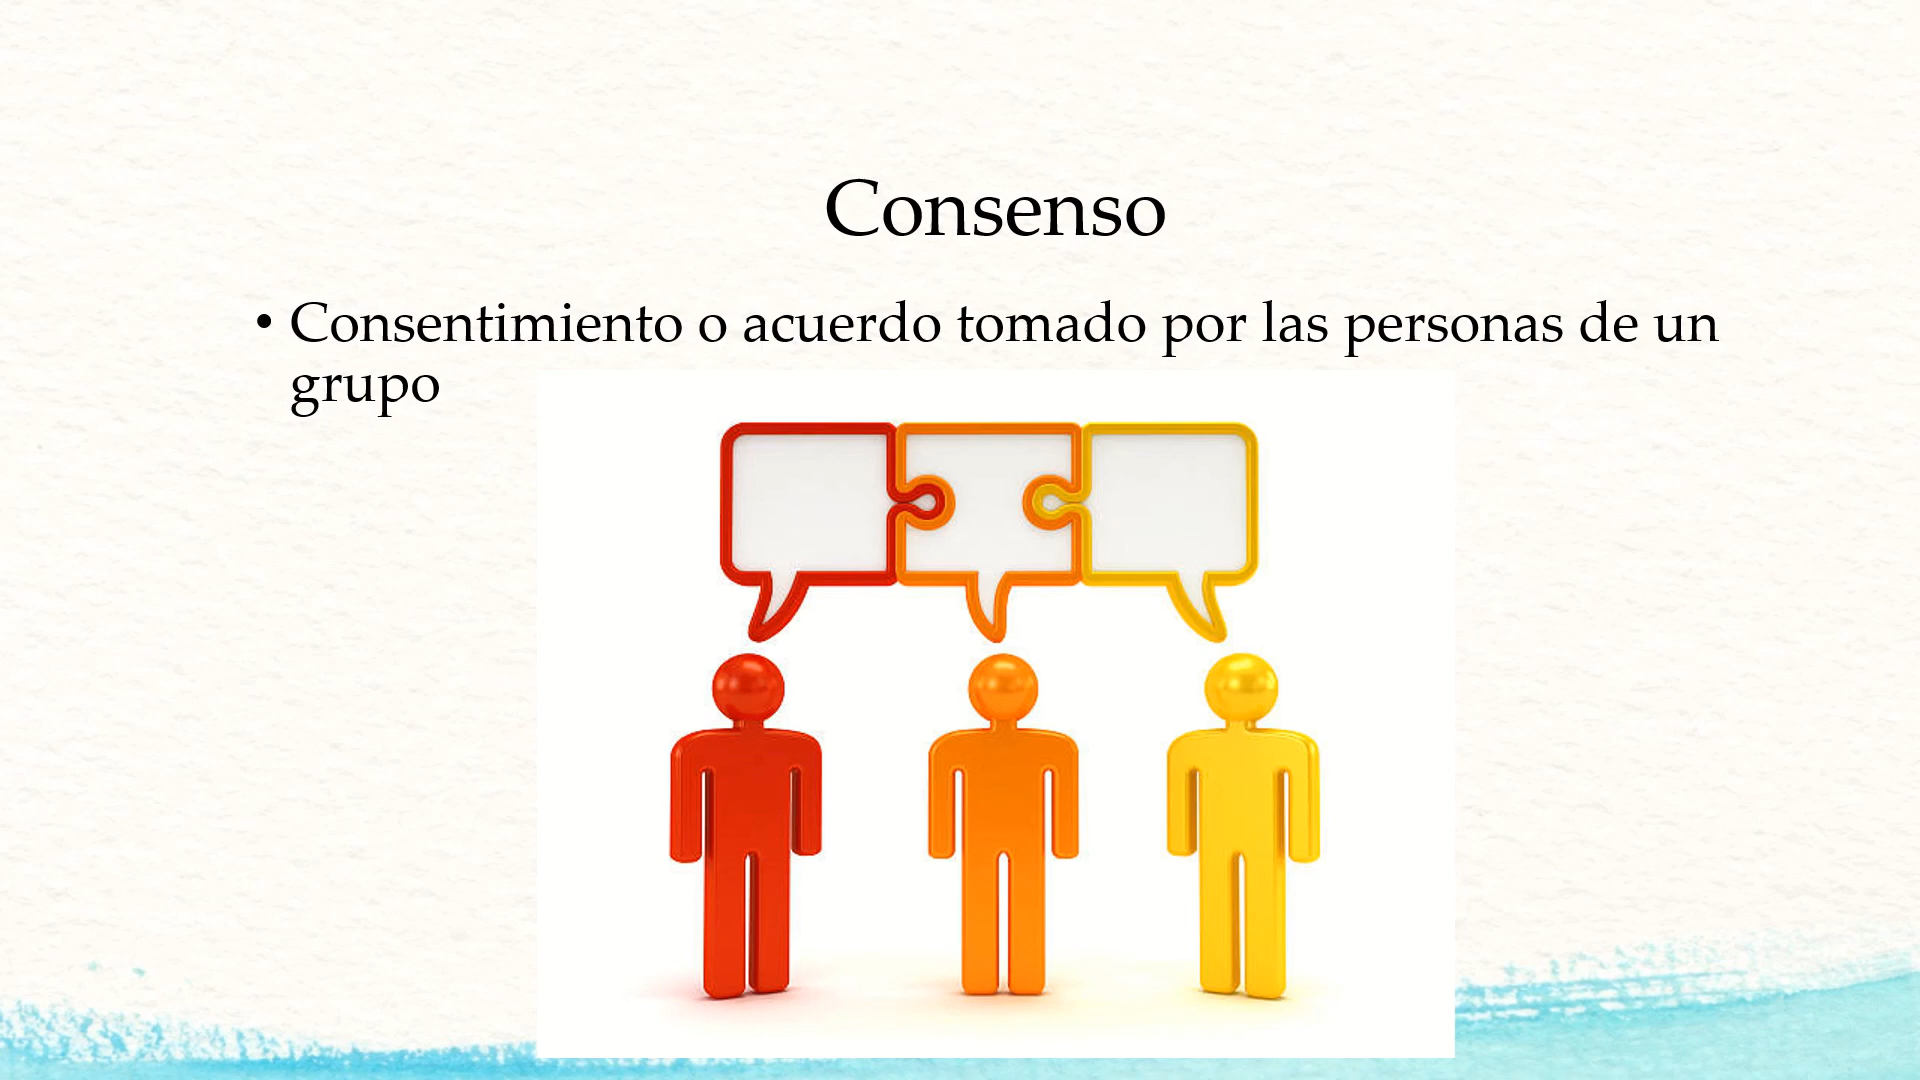 Consenso
• Consentimiento o acuerdo tomado por las personas de un
grupo